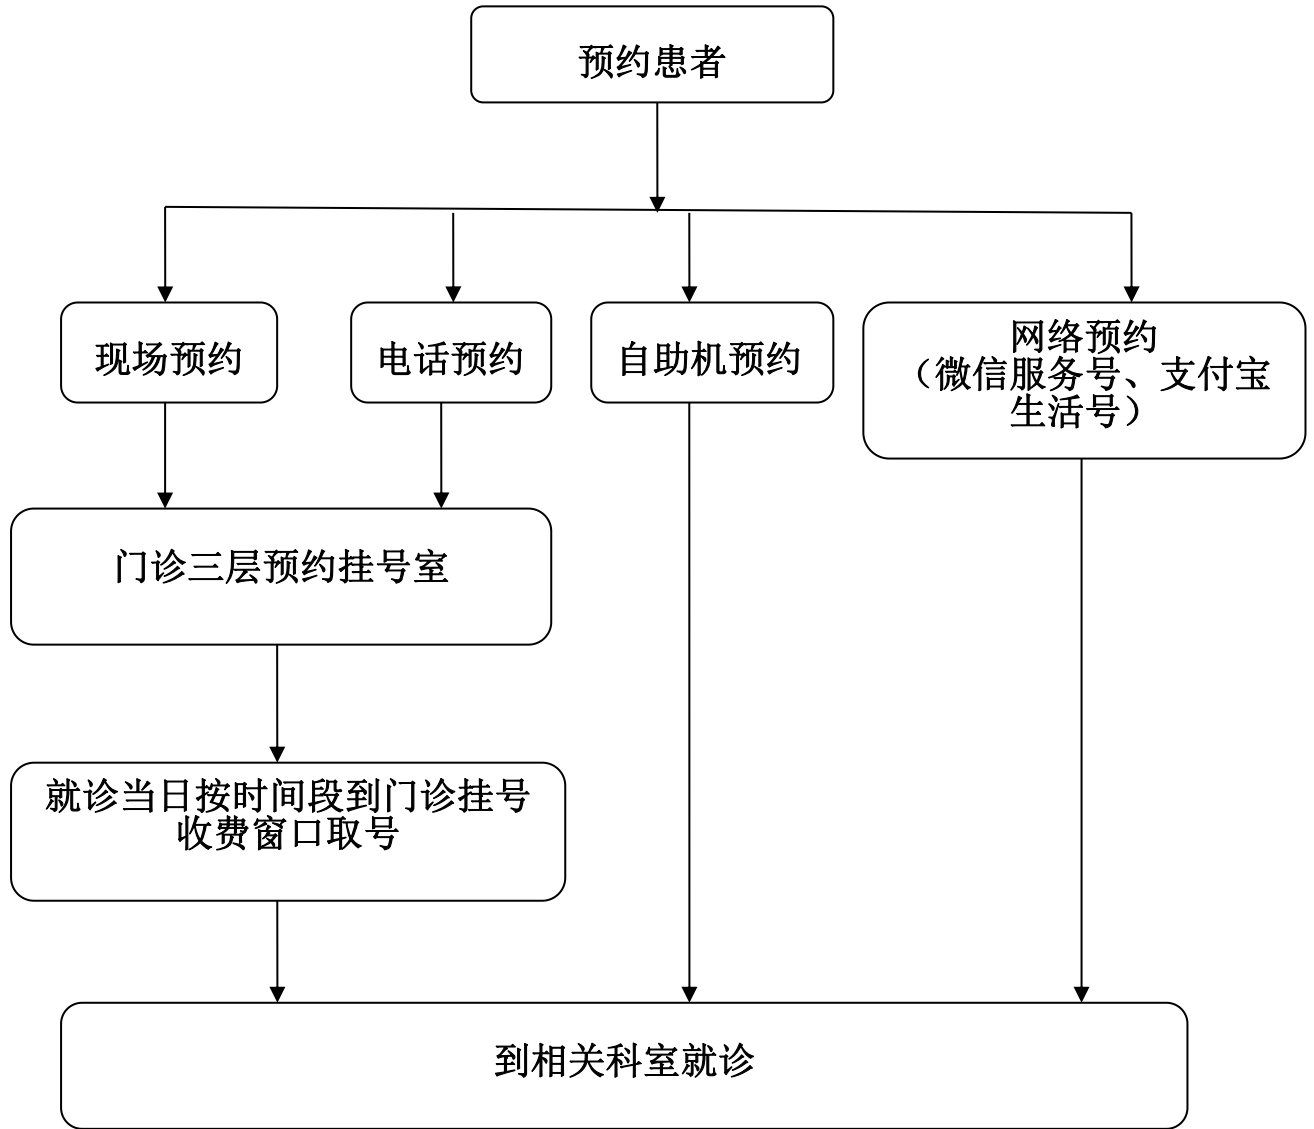 预约患者
现场预约
电话预约
自助机预约
网络预约
（微信服务号、支付宝
生活号）
门诊三层预约挂号室
就诊当日按时间段到门诊挂号
收费窗口取号
到相关科室就诊